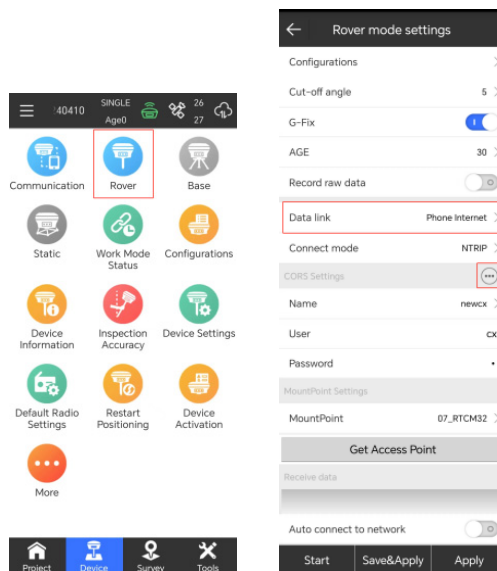 :40410 SINGLE Age0 26 27
Communication Rover Base
Static Work Mode Status Configurations
Device Information Inspection Accuracy Device Settings
Default Radio Settings Restart Positioning Device Activation
More
Project Device Survey Tools
Rover mode settings
Configurations
Cut-off angle 5
G-Fix
AGE 30
Record raw data
Data link Phone Internet
Connect mode NTRIP
CORS Settings
Name newcx
User cx
Password
MountPoint Settings
MountPoint 07_RTCM32
Get Access Point
Receive data
Auto connect to network
Start Save&Apply Apply